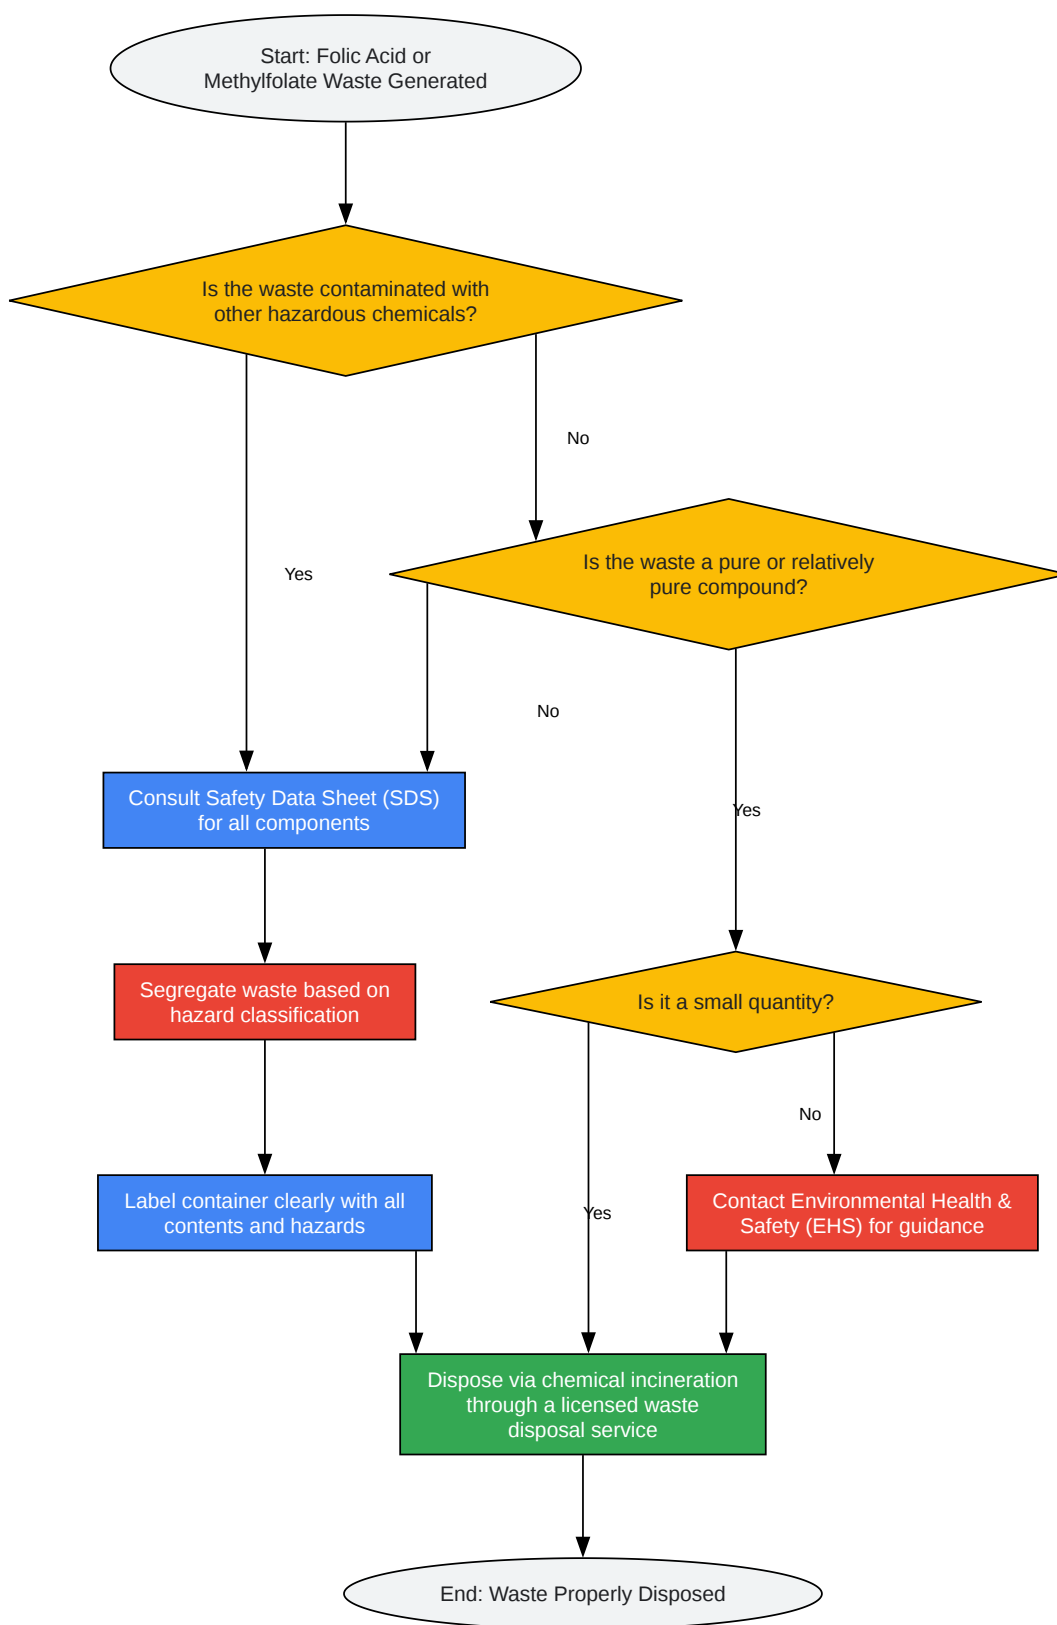 Start: Folic Acid or
Methylfolate Waste Generated
Is the waste contaminated with
other hazardous chemicals?
No
Is the waste a pure or relatively
pure compound?
Yes
No
Consult Safety Data Sheet (SDS)
for all components
Yes
Segregate waste based on
hazard classification
Is it a small quantity?
No
Label container clearly with all
contents and hazards
Yes
Contact Environmental Health &
Safety (EHS) for guidance
Dispose via chemical incineration
through a licensed waste
disposal service
End: Waste Properly Disposed